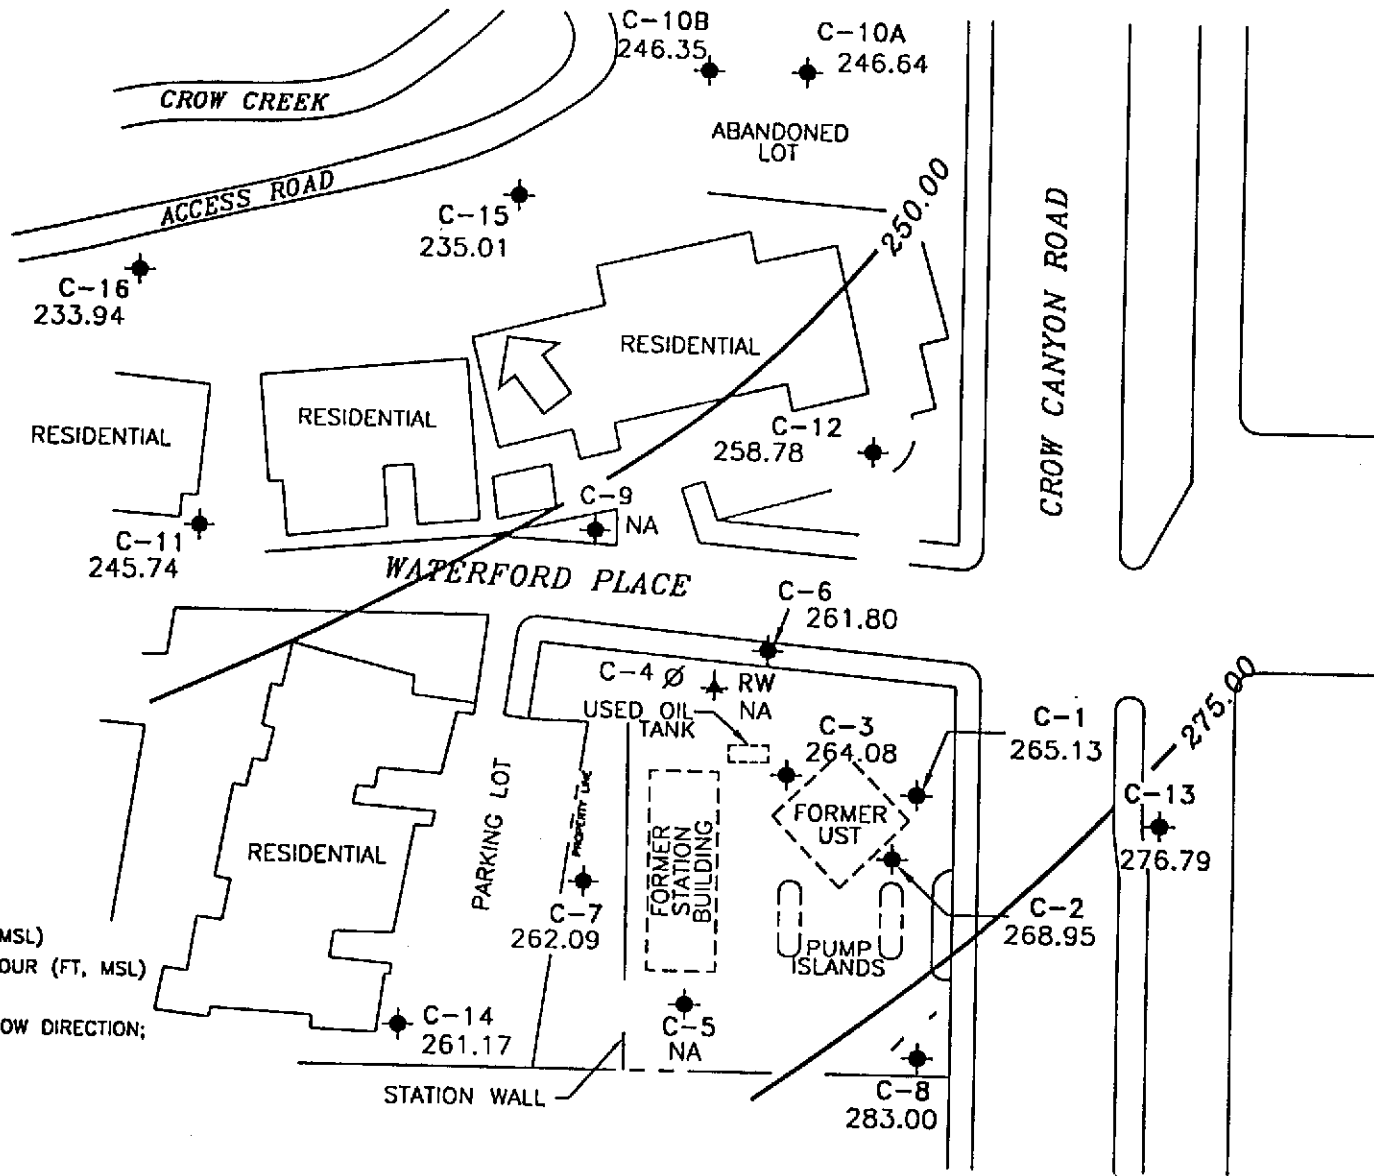 C-10B
246.35
C-10A
246.64
CROW CREEK
ABANDONED
LOT
ACCESS ROAD
C-15
235.01
250.00
CROW CANYON ROAD
C-16
233.94
RESIDENTIAL
RESIDENTIAL
RESIDENTIAL
C-12
258.78
C-9
NA
C-11
245.74
WATERFORD PLACE
C-6
261.80
C-4
RW
NA
USED OIL
TANK
C-3
264.08
C-1
265.13
275.00
C-13
276.79
FORMER
UST
PARKING LOT
PROPERTY LINE
FORMER
STATION
BUILDING
RESIDENTIAL
C-7
262.09
C-2
268.95
PUMP
ISLANDS
MSL)
OUR (FT, MSL)
OW DIRECTION;
C-14
261.17
C-5
NA
STATION WALL
C-8
283.00